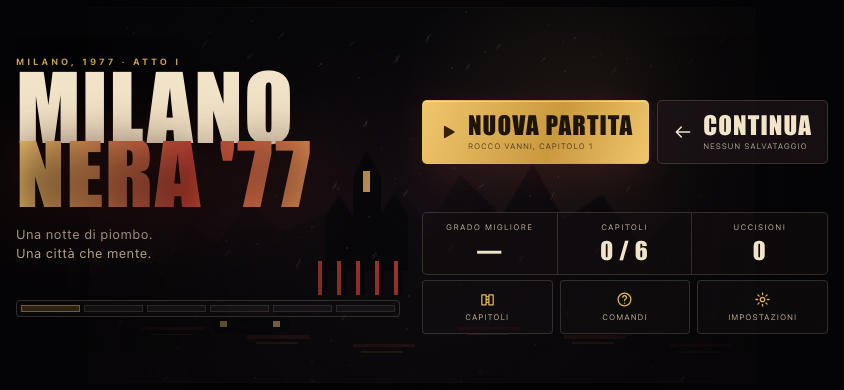 MILANO, 1977 · ATTO I
MILANO
NERA '77
Una notte di piombo.
Una città che mente.
NUOVA PARTITA
ROCCO VANNI, CAPITOLO 1
CONTINUA
NESSUN SALVATAGGIO
GRADO MIGLIORE
—
CAPITOLI
0 / 6
UCCISIONI
0
CAPITOLI
COMANDI
IMPOSTAZIONI